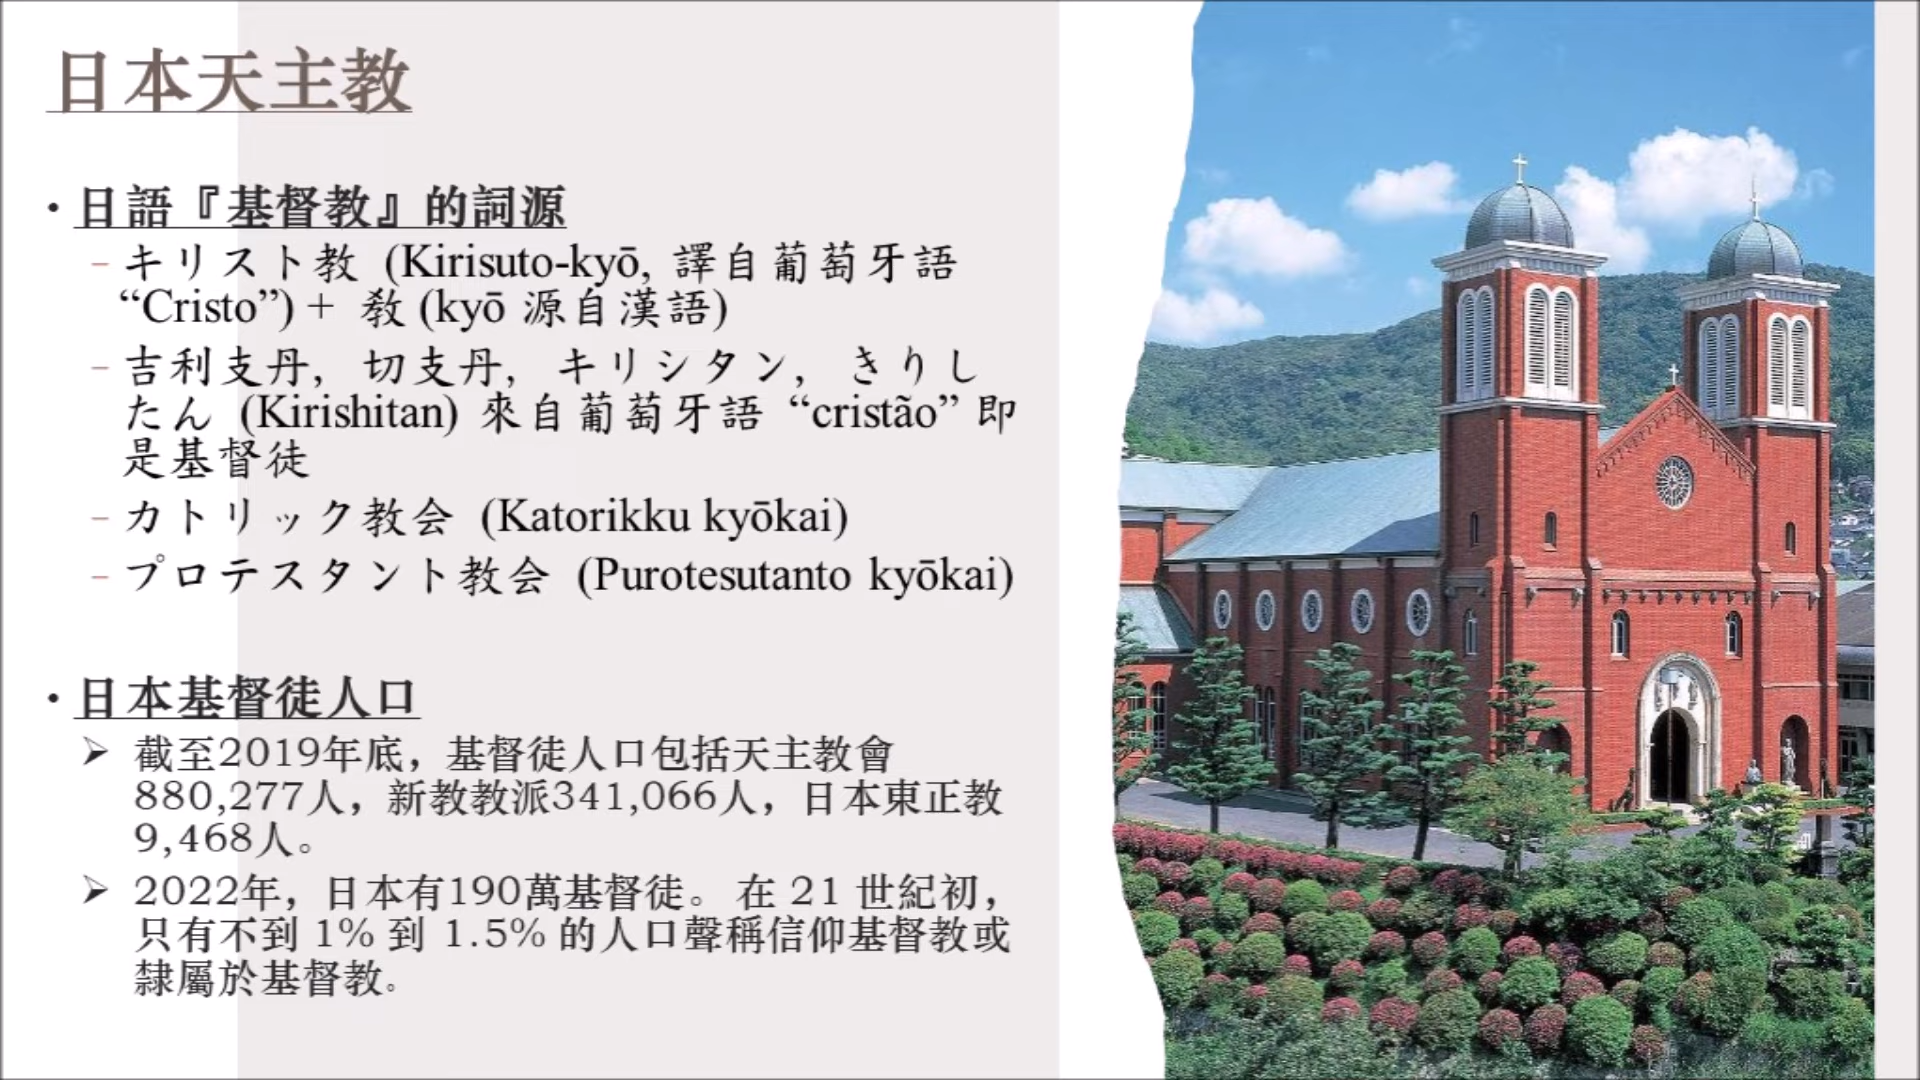 日本天主教
• 日語『基督教』的詞源
– キリスト教 (Kirisuto-kyō, 譯自葡萄牙語
“Cristo”)＋ 教 (kyō 源自漢語)
– 吉利支丹, 切支丹, キリシタン, きりし
たん (Kirishitan) 來自葡萄牙語 “cristão” 即
是基督徒
– カトリック教会 (Katorikku kyōkai)
– プロテスタント教会 (Purotesutanto kyōkai)
• 日本基督徒人口
➢ 截至2019年底，基督徒人口包括天主教會
880,277人，新教教派341,066人，日本東正教
9,468人。
➢ 2022年，日本有190萬基督徒。 在 21 世紀初，
只有不到 1% 到 1.5% 的人口聲稱信仰基督教或
隸屬於基督教。